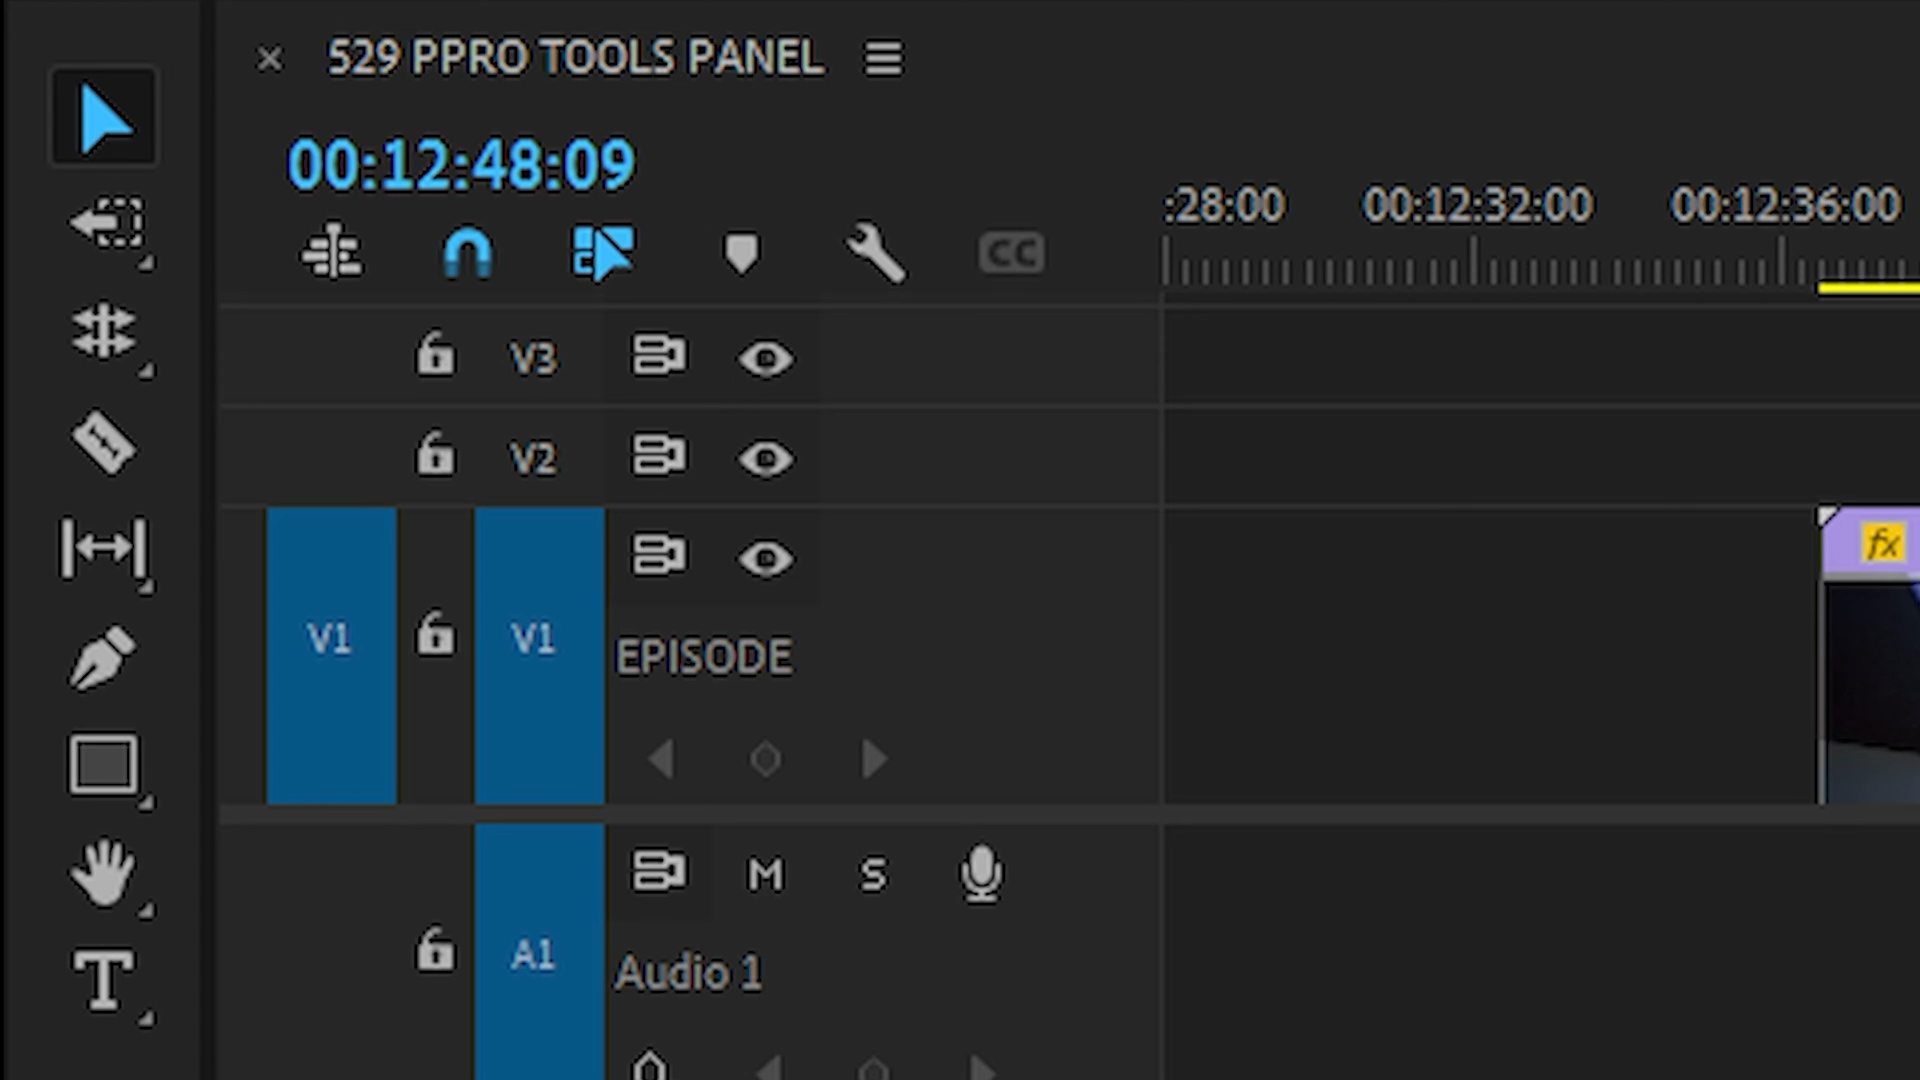 529 PPRO TOOLS PANEL
00:12:48:09
:28:00 00:12:32:00 00:12:36:00
CC
V3
V2
fx
V1 V1
EPISODE
M S
A1
Audio 1
T